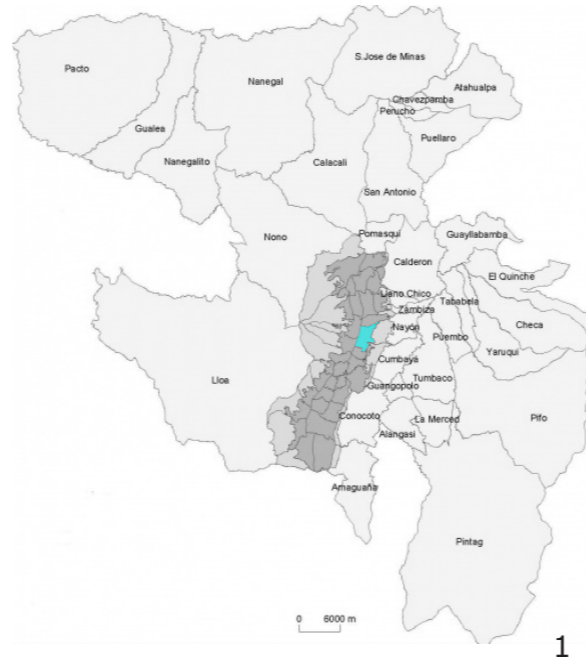 S.Jose de Minas
Pacto
Nanegal
Atahualpa
Chavezpamba
Perucho
Gualea
Puellaro
Nanegalito
Calacali
San Antonio
Pomasqui
Guayllabamba
Nono
Calderon
El Quinche
Llano Chico
Tababela
Zambiza
Checa
Nayón
Puembo
Yaruqui
Cumbaya
Lloa
Tumbaco
Guangopolo
Conocoto
La Merced
Pifo
Alangasi
Amaguaña
Pintag
0 6000 m
1